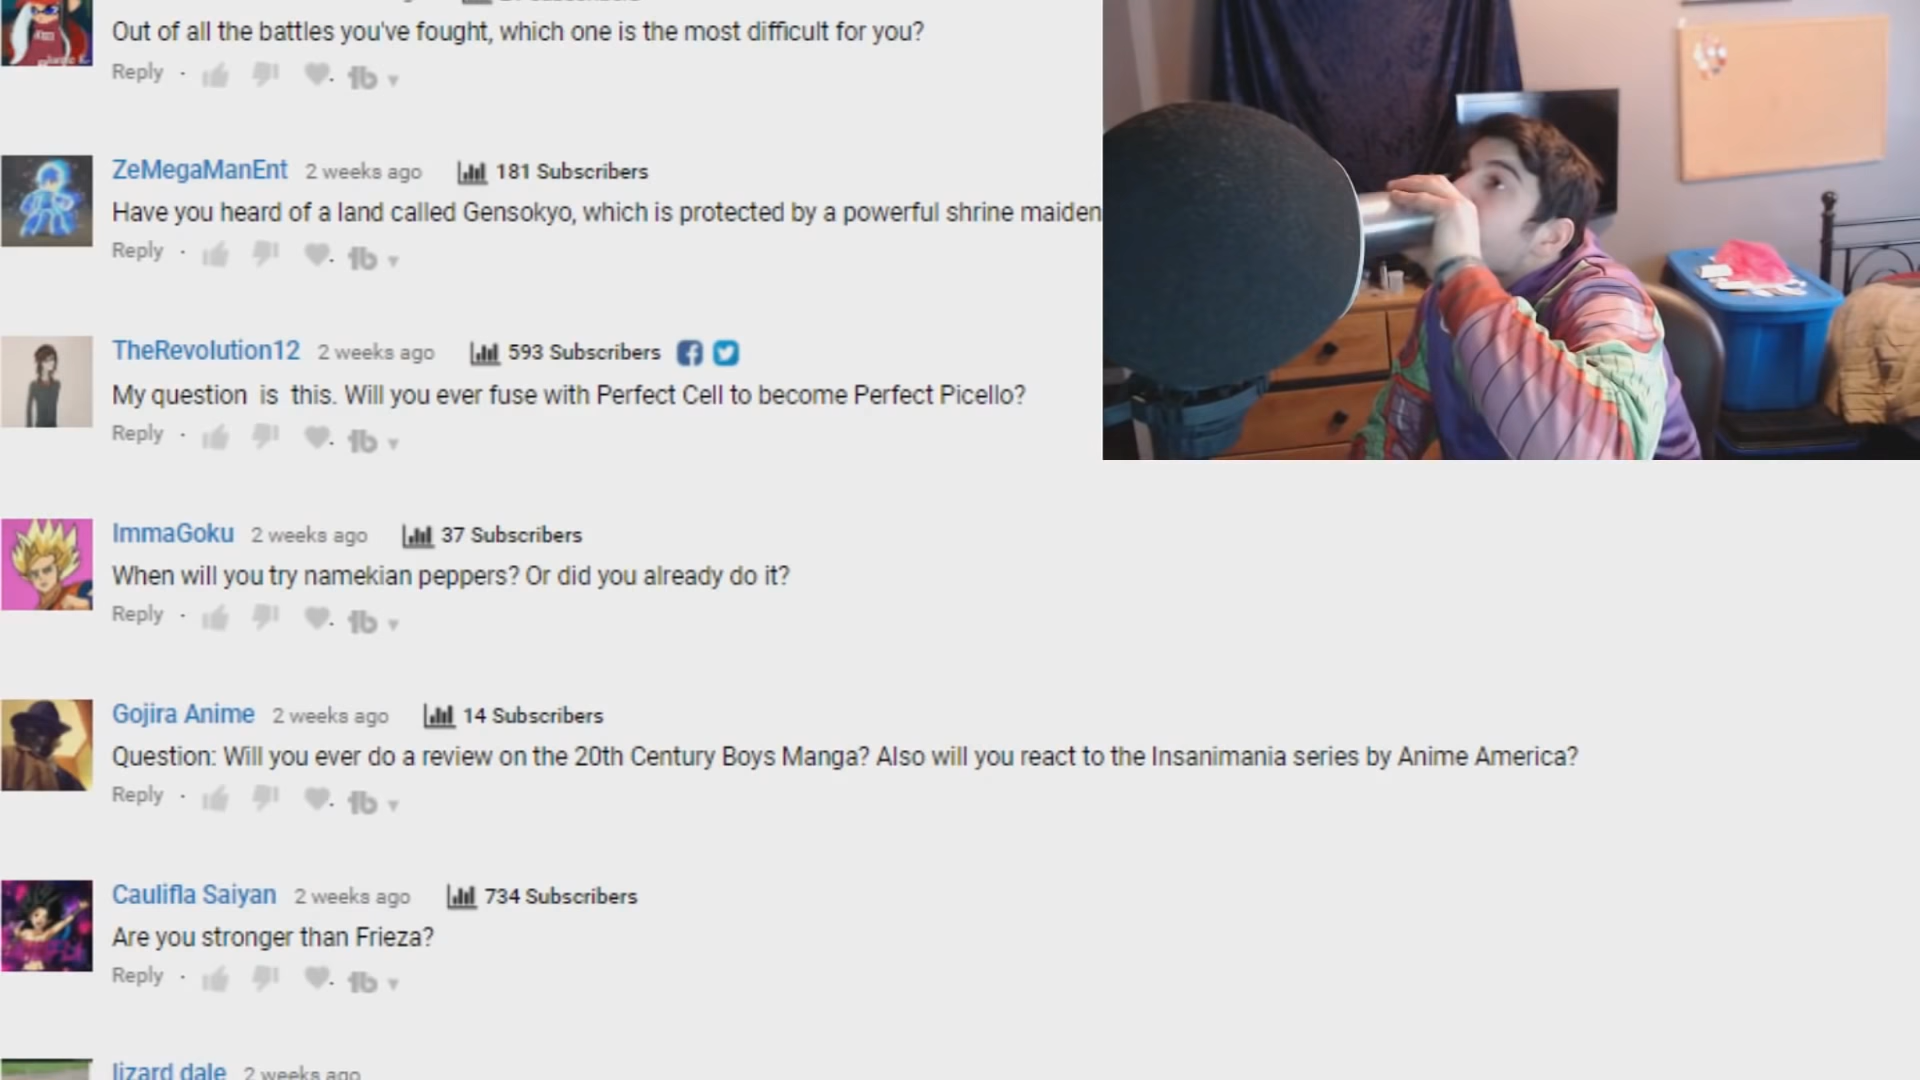 Out of all the battles you've fought, which one is the most difficult for you?
Reply ·
ZeMegaManEnt 2 weeks ago 181 Subscribers
Have you heard of a land called Gensokyo, which is protected by a powerful shrine maiden
Reply ·
TheRevolution12 2 weeks ago 593 Subscribers
My question is this. Will you ever fuse with Perfect Cell to become Perfect Picello?
Reply ·
ImmaGoku 2 weeks ago 37 Subscribers
When will you try namekian peppers? Or did you already do it?
Reply ·
Gojira Anime 2 weeks ago 14 Subscribers
Question: Will you ever do a review on the 20th Century Boys Manga? Also will you react to the Insanimania series by Anime America?
Reply ·
Caulifla Saiyan 2 weeks ago 734 Subscribers
Are you stronger than Frieza?
Reply ·
lizard dale 2 weeks ago